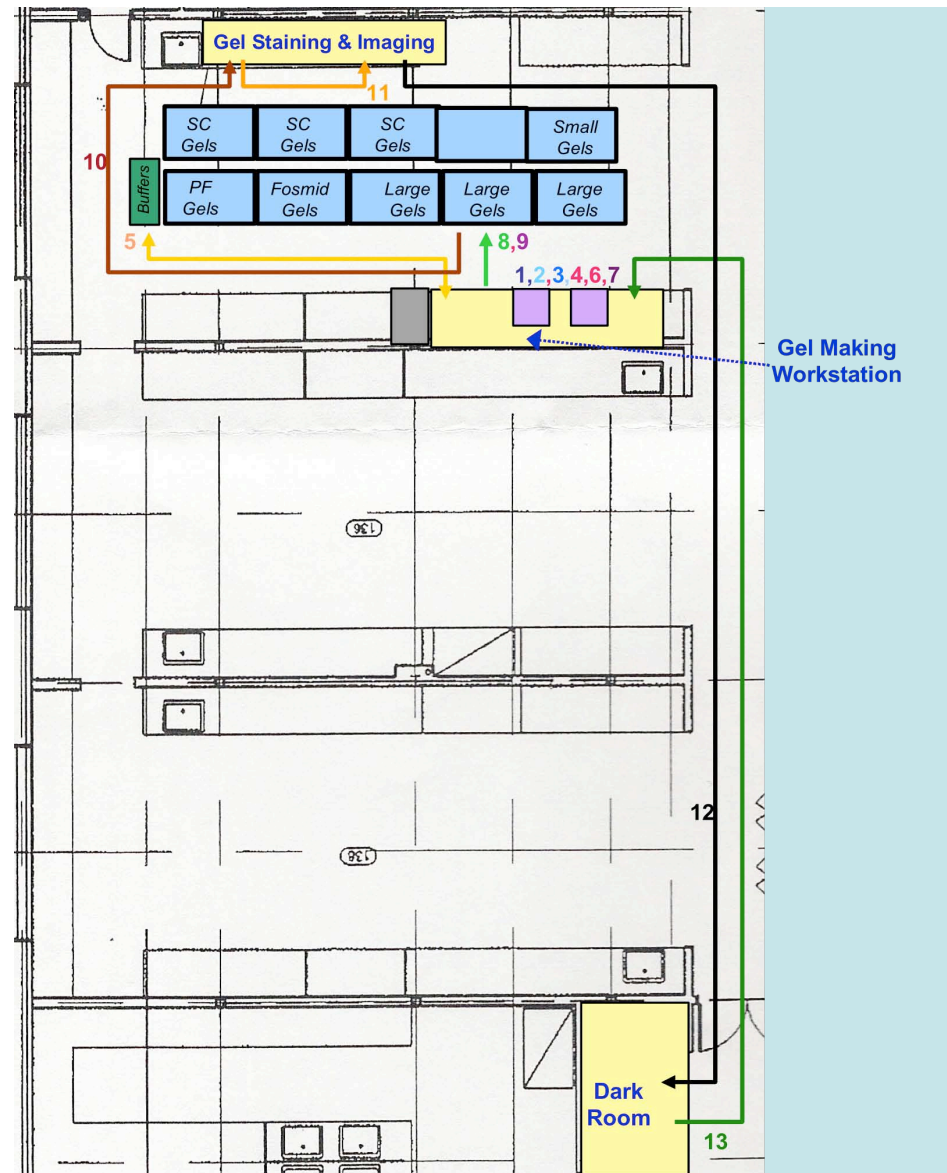 Gel Staining & Imaging
11
SC
Gels
SC
Gels
SC
Gels
Small
Gels
10
Buffers
PF
Gels
Fosmid
Gels
Large
Gels
Large
Gels
Large
Gels
5
8,9
1,2,3,4,6,7
Gel Making
Workstation
136
138
12
Dark
Room
13